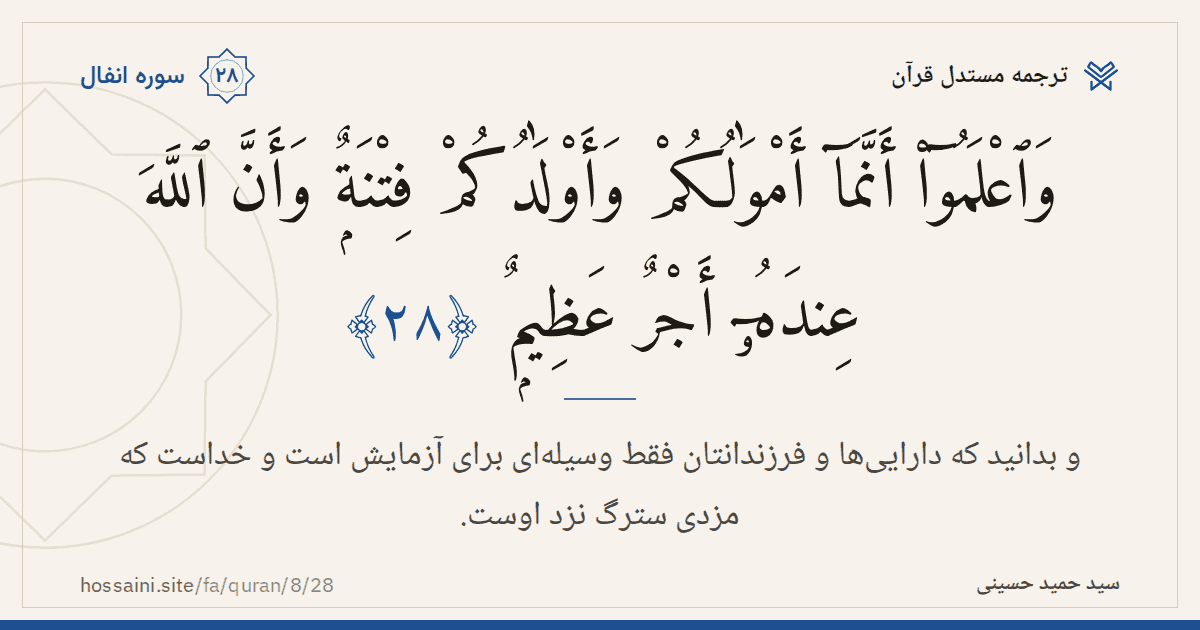 ترجمه مستدل قرآن
سوره انفال ۲۸
وَٱعْلَمُوٓا۟ أَنَّمَآ أَمْوَٰلُكُمْ وَأَوْلَٰدُكُمْ فِتْنَةٌۭ وَأَنَّ ٱللَّهَ
عِندَهُۥٓ أَجْرٌ عَظِيمٌۭ ﴿٢٨﴾
و بدانید که دارایی‌ها و فرزندانتان فقط وسیله‌ای برای آزمایش است و خداست که
مزدی سترگ نزد اوست.
سید حمید حسینی
hossaini.site/fa/quran/8/28